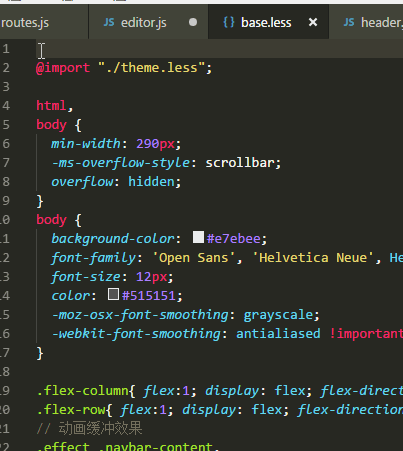 routes.js JS editor.js { } base.less × JS header.
1
2 @import "./theme.less";
3
4 html,
5 body {
6 min-width: 290px;
7 -ms-overflow-style: scrollbar;
8 overflow: hidden;
9 }
10 body {
11 background-color: #e7ebee;
12 font-family: 'Open Sans', 'Helvetica Neue', He
13 font-size: 12px;
14 color: #515151;
15 -moz-osx-font-smoothing: grayscale;
16 -webkit-font-smoothing: antialiased !important
17 }
18
19 .flex-column{ flex:1; display: flex; flex-direct
20 .flex-row{ flex:1; display: flex; flex-direction
21 // 动画缓冲效果
22 .effect .navbar-content,